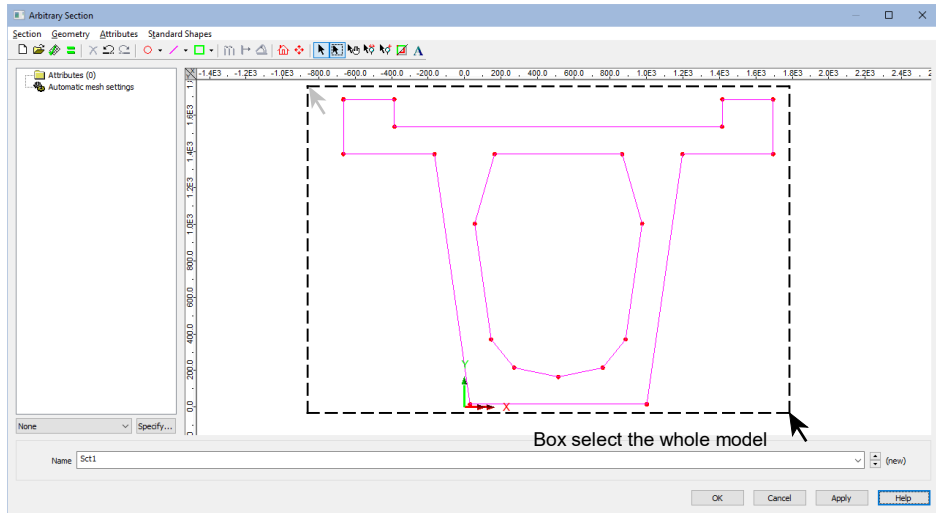 Arbitrary Section
Section Geometry Attributes Standard Shapes
A
Attributes (0)
Automatic mesh settings
-1.4E3 -1.2E3 -1.0E3 -800.0 -600.0 -400.0 -200.0 0.0 200.0 400.0 600.0 800.0 1.0E3 1.2E3 1.4E3 1.6E3 1.8E3 2.0E3 2.2E3 2.4E3
1.6E3
1.4E3
1.2E3
1.0E3
800.0
600.0
400.0
200.0
0.0
Y
X
Box select the whole model
None
Specify...
Name Sct1 (new)
OK Cancel Apply Help